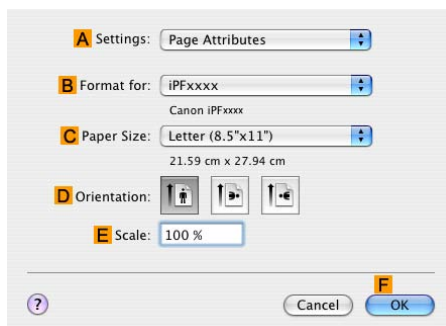 A Settings: Page Attributes
B Format for: iPFxxxx
Canon iPFxxxx
C Paper Size: Letter (8.5"x11")
21.59 cm x 27.94 cm
D Orientation:
E Scale: 100 %
F
? Cancel OK